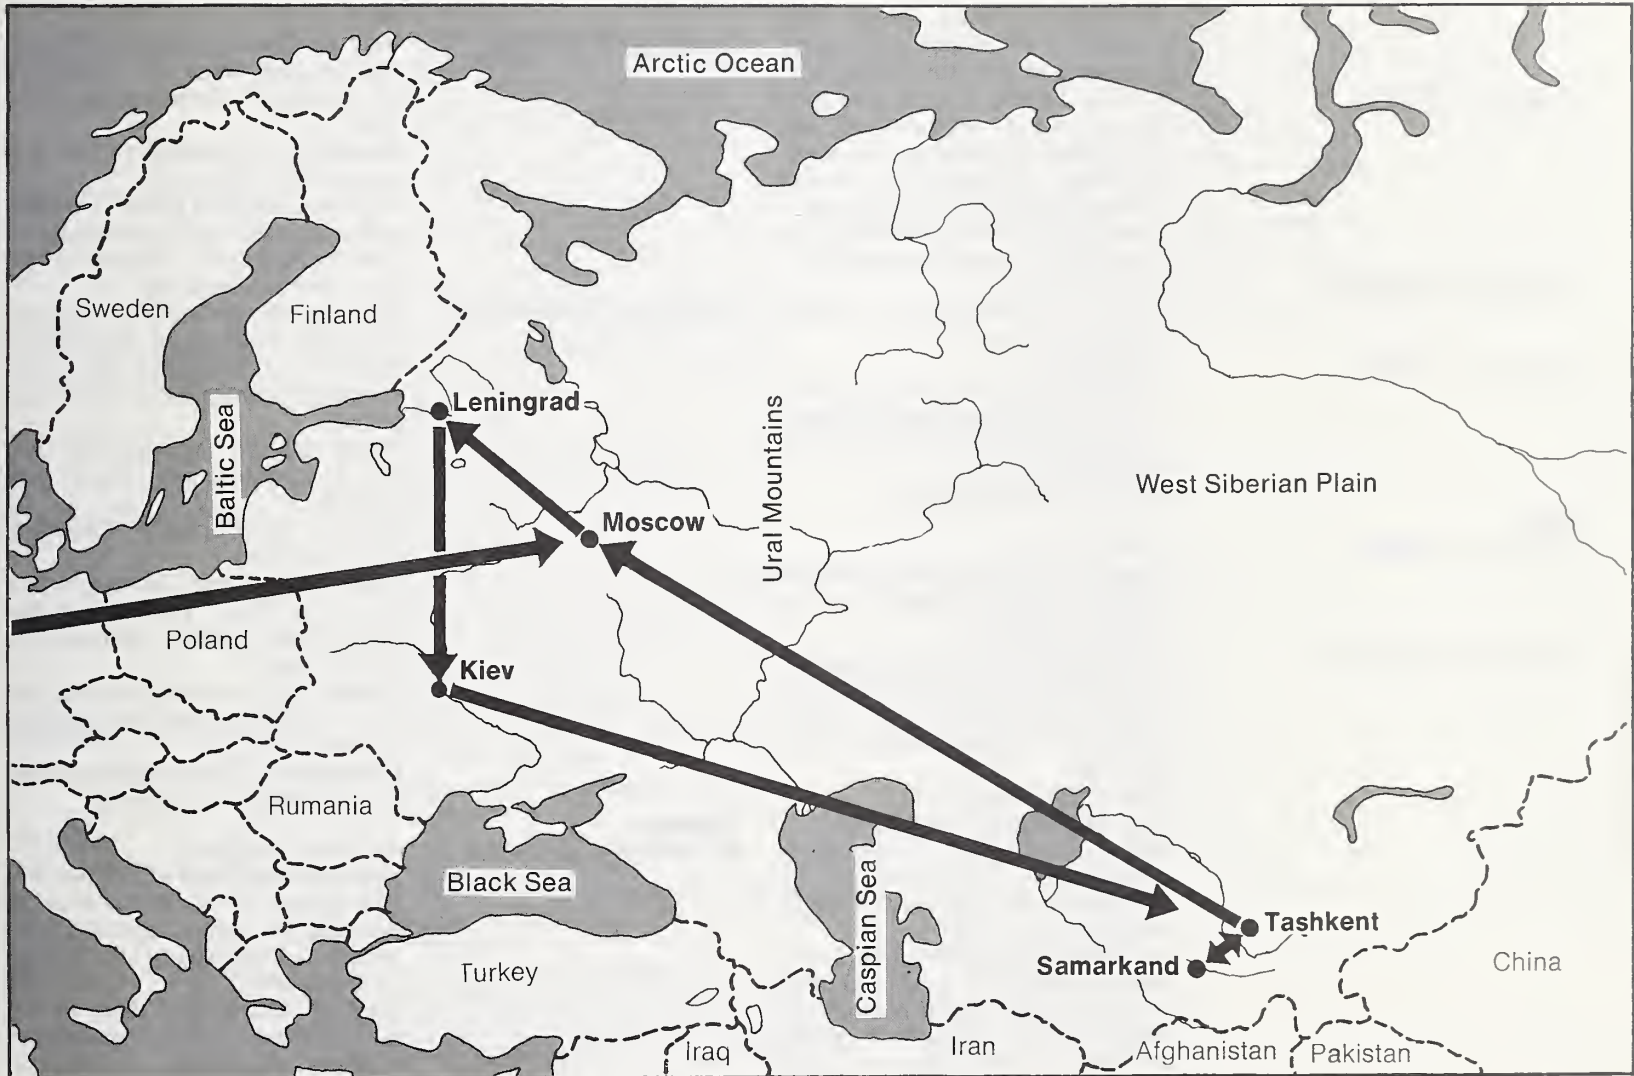 Arctic Ocean
Sweden
Finland
Leningrad
Baltic Sea
Ural Mountains
West Siberian Plain
Moscow
Poland
Kiev
Rumania
Black Sea
Caspian Sea
Tashkent
Samarkand
Turkey
China
Iraq
Iran
Afghanistan
Pakistan